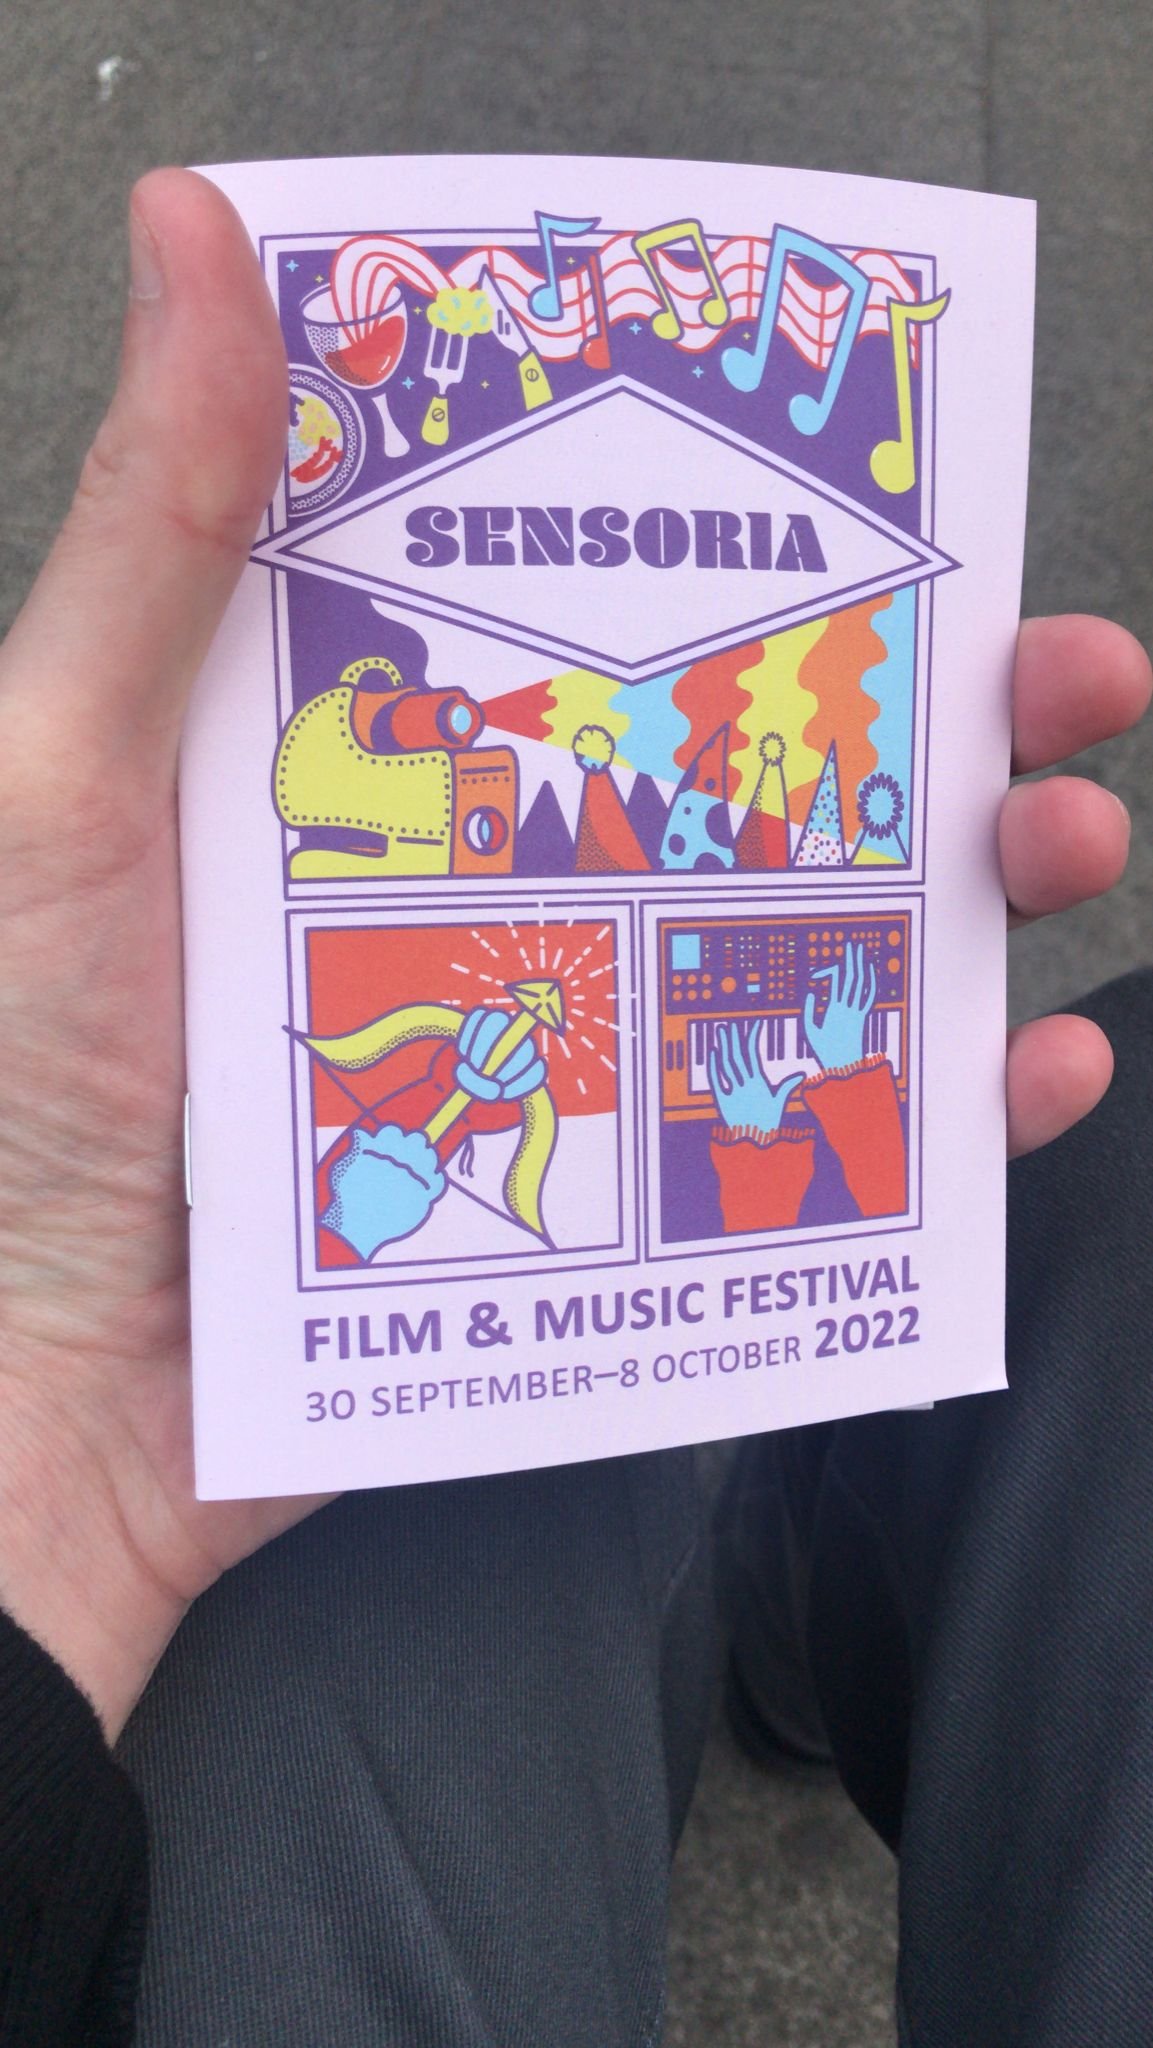 SENSORIA
FILM & MUSIC FESTIVAL
30 SEPTEMBER–8 OCTOBER 2022